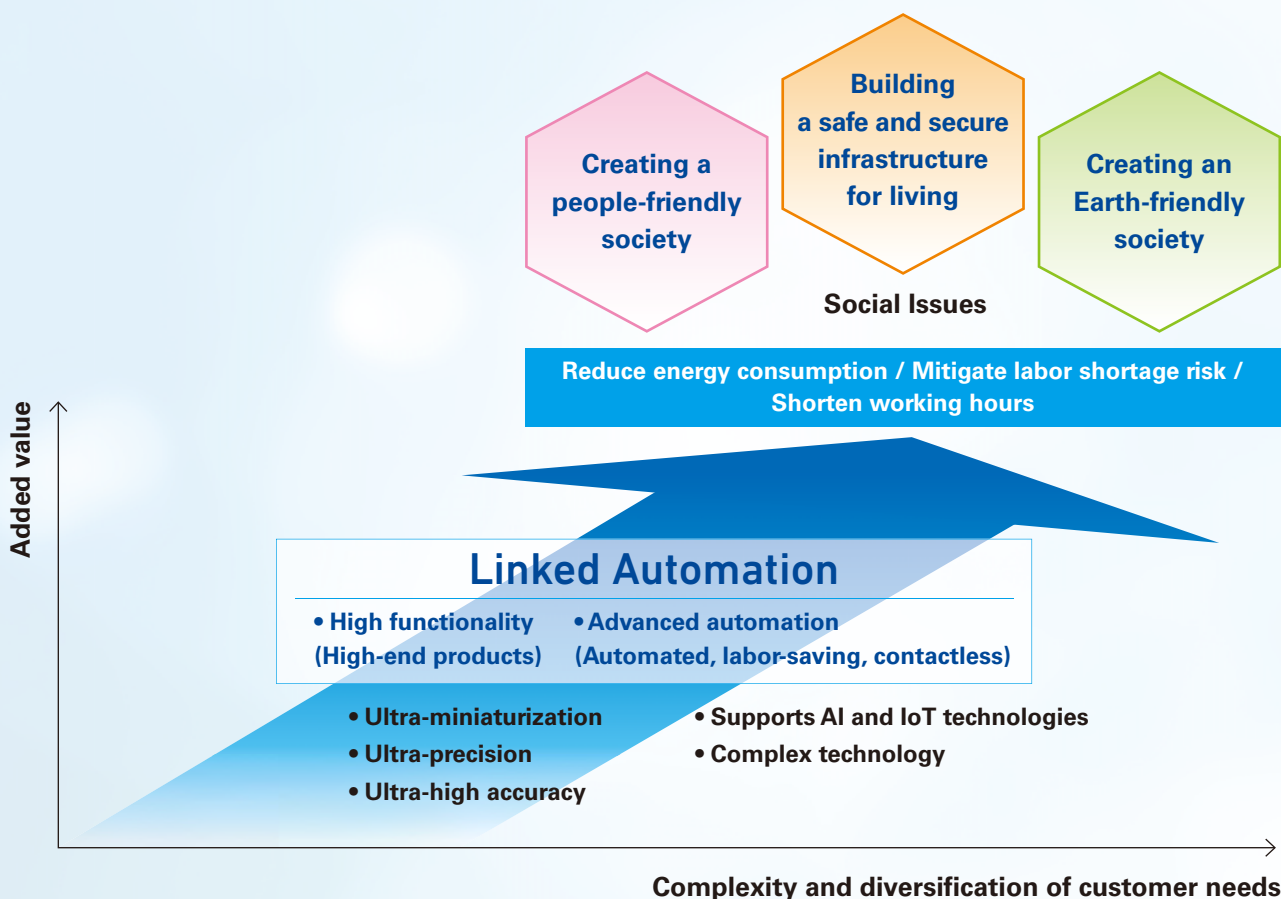 Creating a
people-friendly
society
Building
a safe and secure
infrastructure
for living
Creating an
Earth-friendly
society
Social Issues
Reduce energy consumption / Mitigate labor shortage risk /
Shorten working hours
Added value
Linked Automation
• High functionality
(High-end products)
• Advanced automation
(Automated, labor-saving, contactless)
• Ultra-miniaturization
• Ultra-precision
• Ultra-high accuracy
• Supports AI and IoT technologies
• Complex technology
Complexity and diversification of customer needs